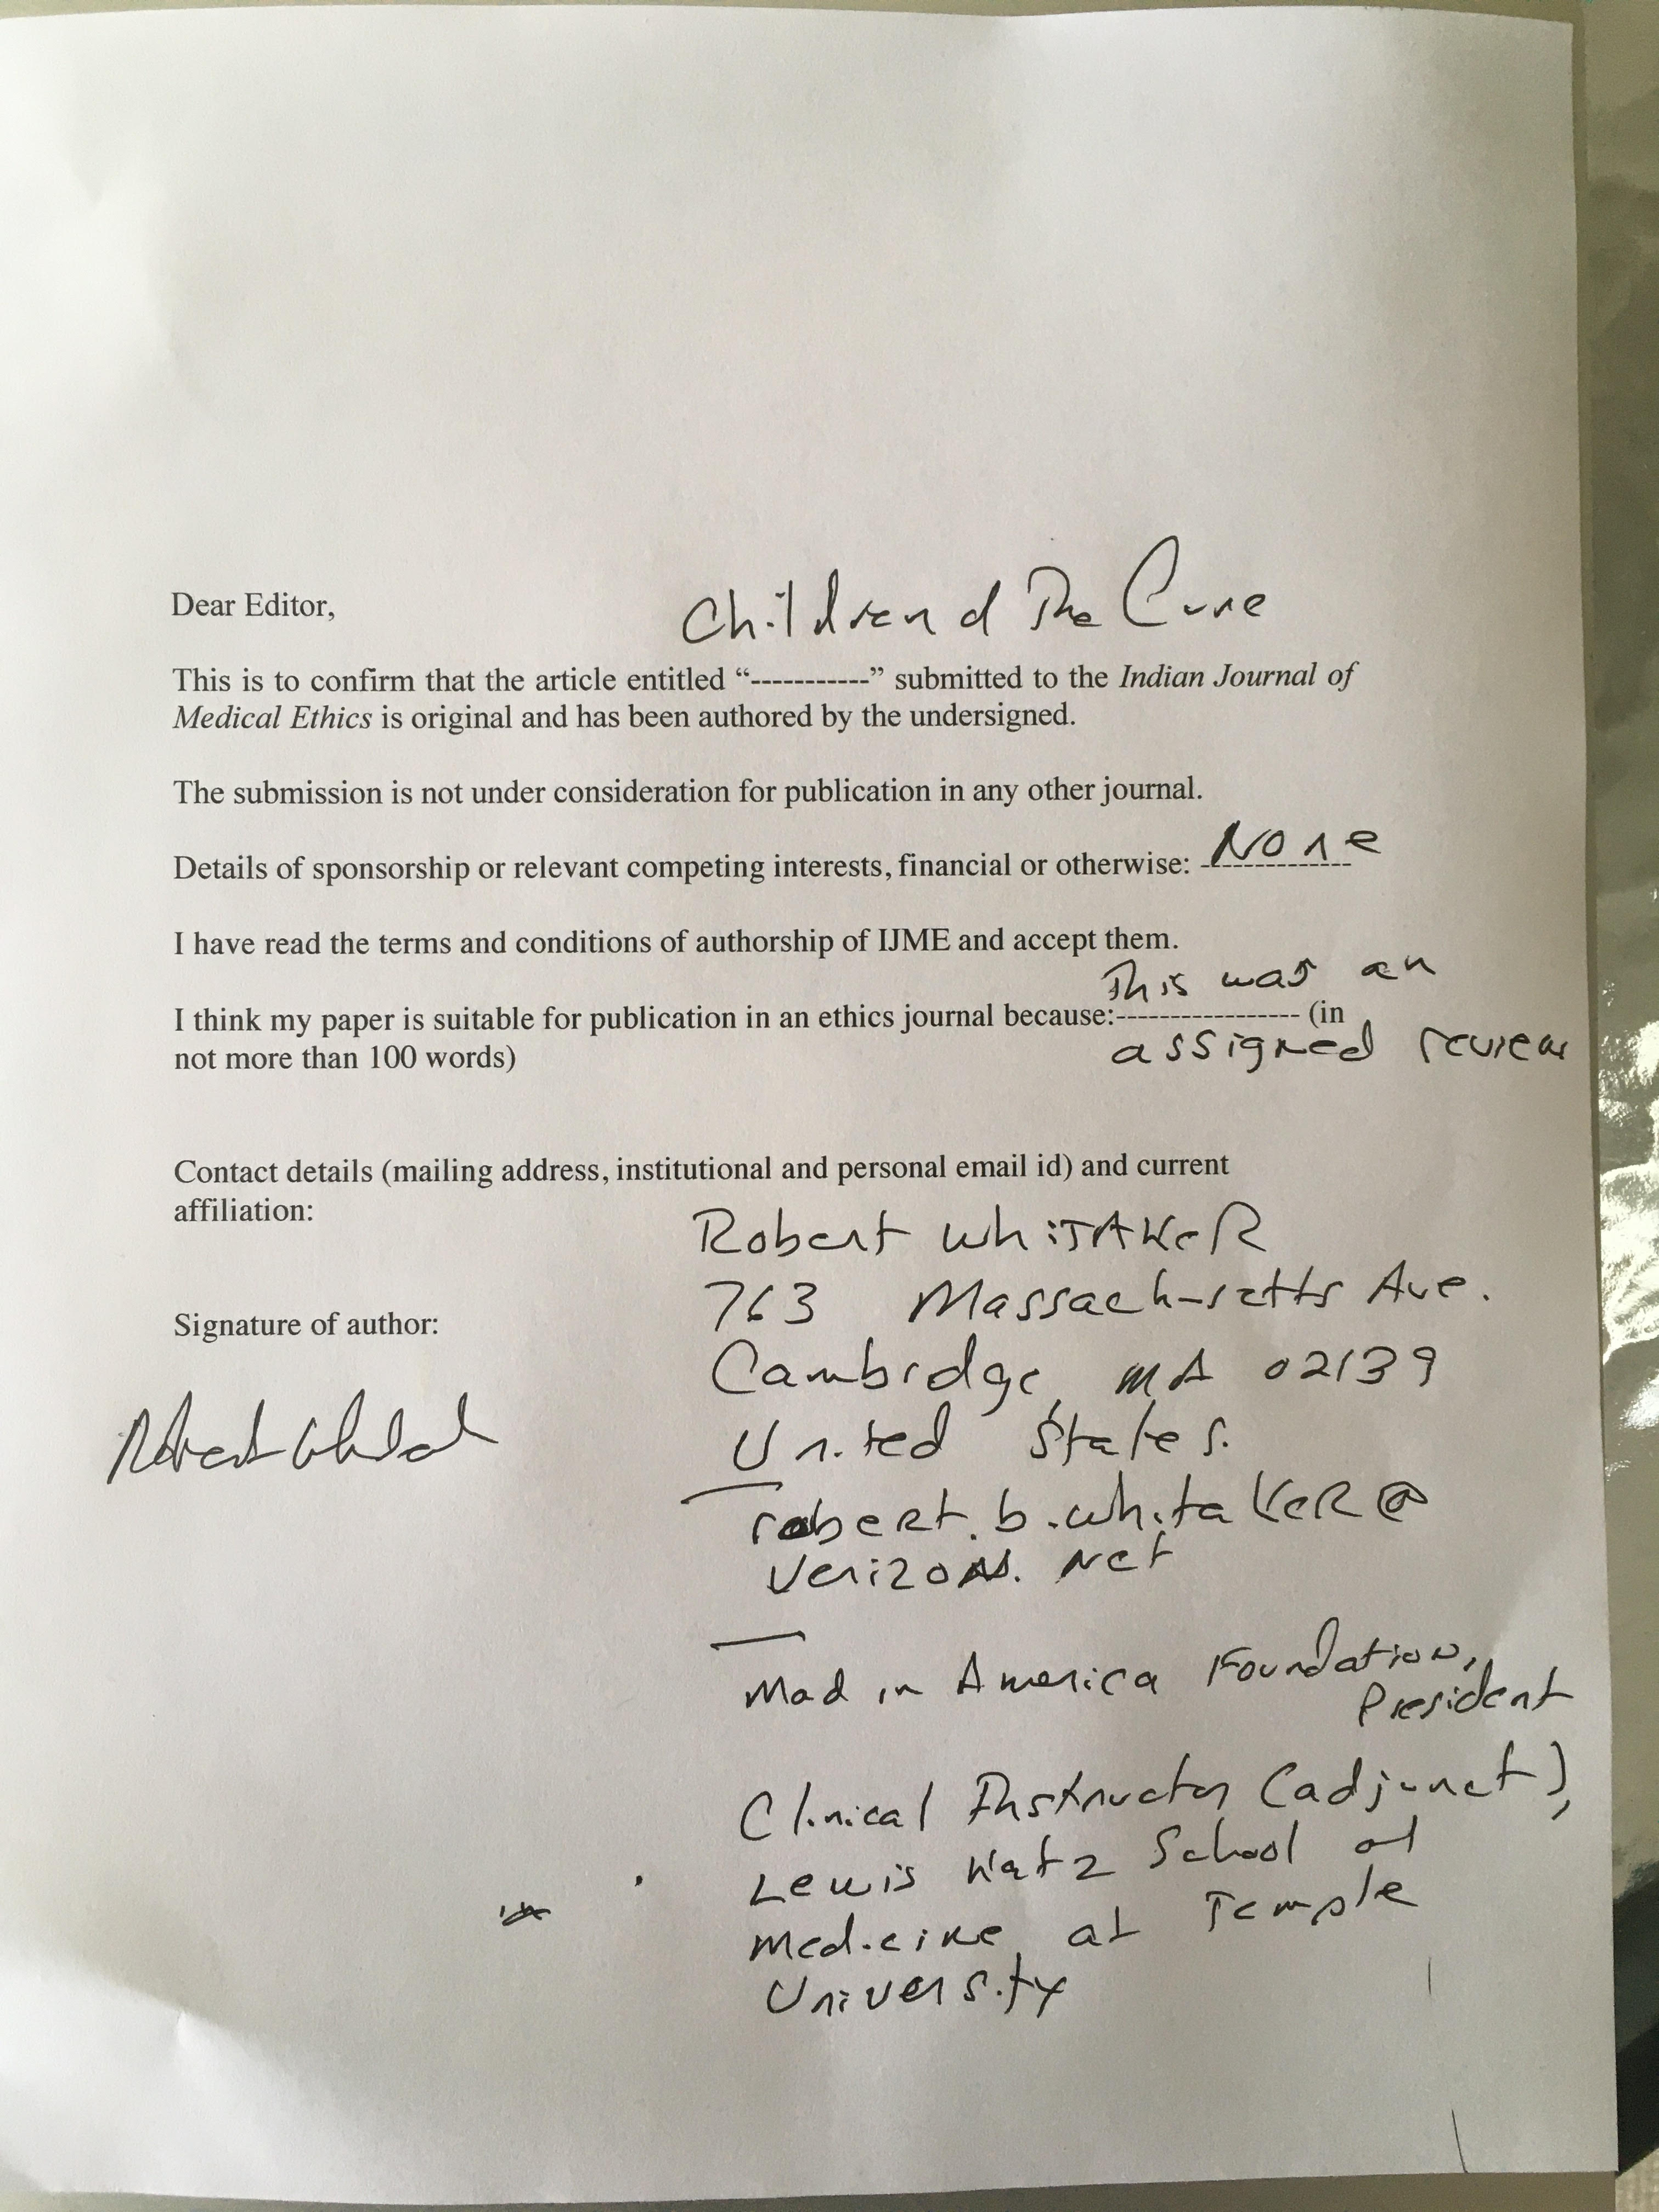 Dear Editor,
Children d The Cure
This is to confirm that the article entitled “-----------” submitted to the Indian Journal of
Medical Ethics is original and has been authored by the undersigned.
The submission is not under consideration for publication in any other journal.
Details of sponsorship or relevant competing interests, financial or otherwise: None
I have read the terms and conditions of authorship of IJME and accept them.
This was an
I think my paper is suitable for publication in an ethics journal because:----------------- (in
assigned review
not more than 100 words)
Contact details (mailing address, institutional and personal email id) and current
affiliation:
Robert WhiTAKeR
763 Massachusetts Ave.
Signature of author:
Cambridge, MA 02139
United States.
robert.b.whitaKeR@
verizon.net
Mad in America Foundation,
President
Clinical Instructor (adjunct),
Lewis Katz School of
Medicine, at Temple
University